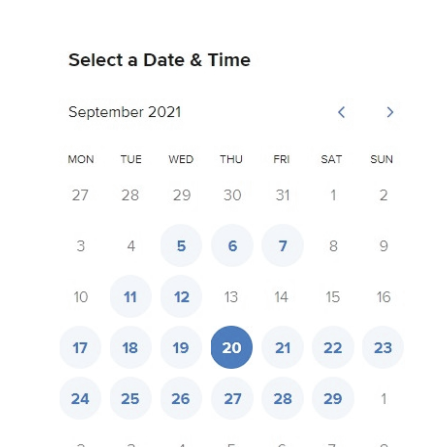 Select a Date & Time
September 2021
MON TUE WED THU FRI SAT SUN
27 28 29 30 31 1 2
3 4 5 6 7 8 9
10 11 12 13 14 15 16
17 18 19 20 21 22 23
24 25 26 27 28 29 1